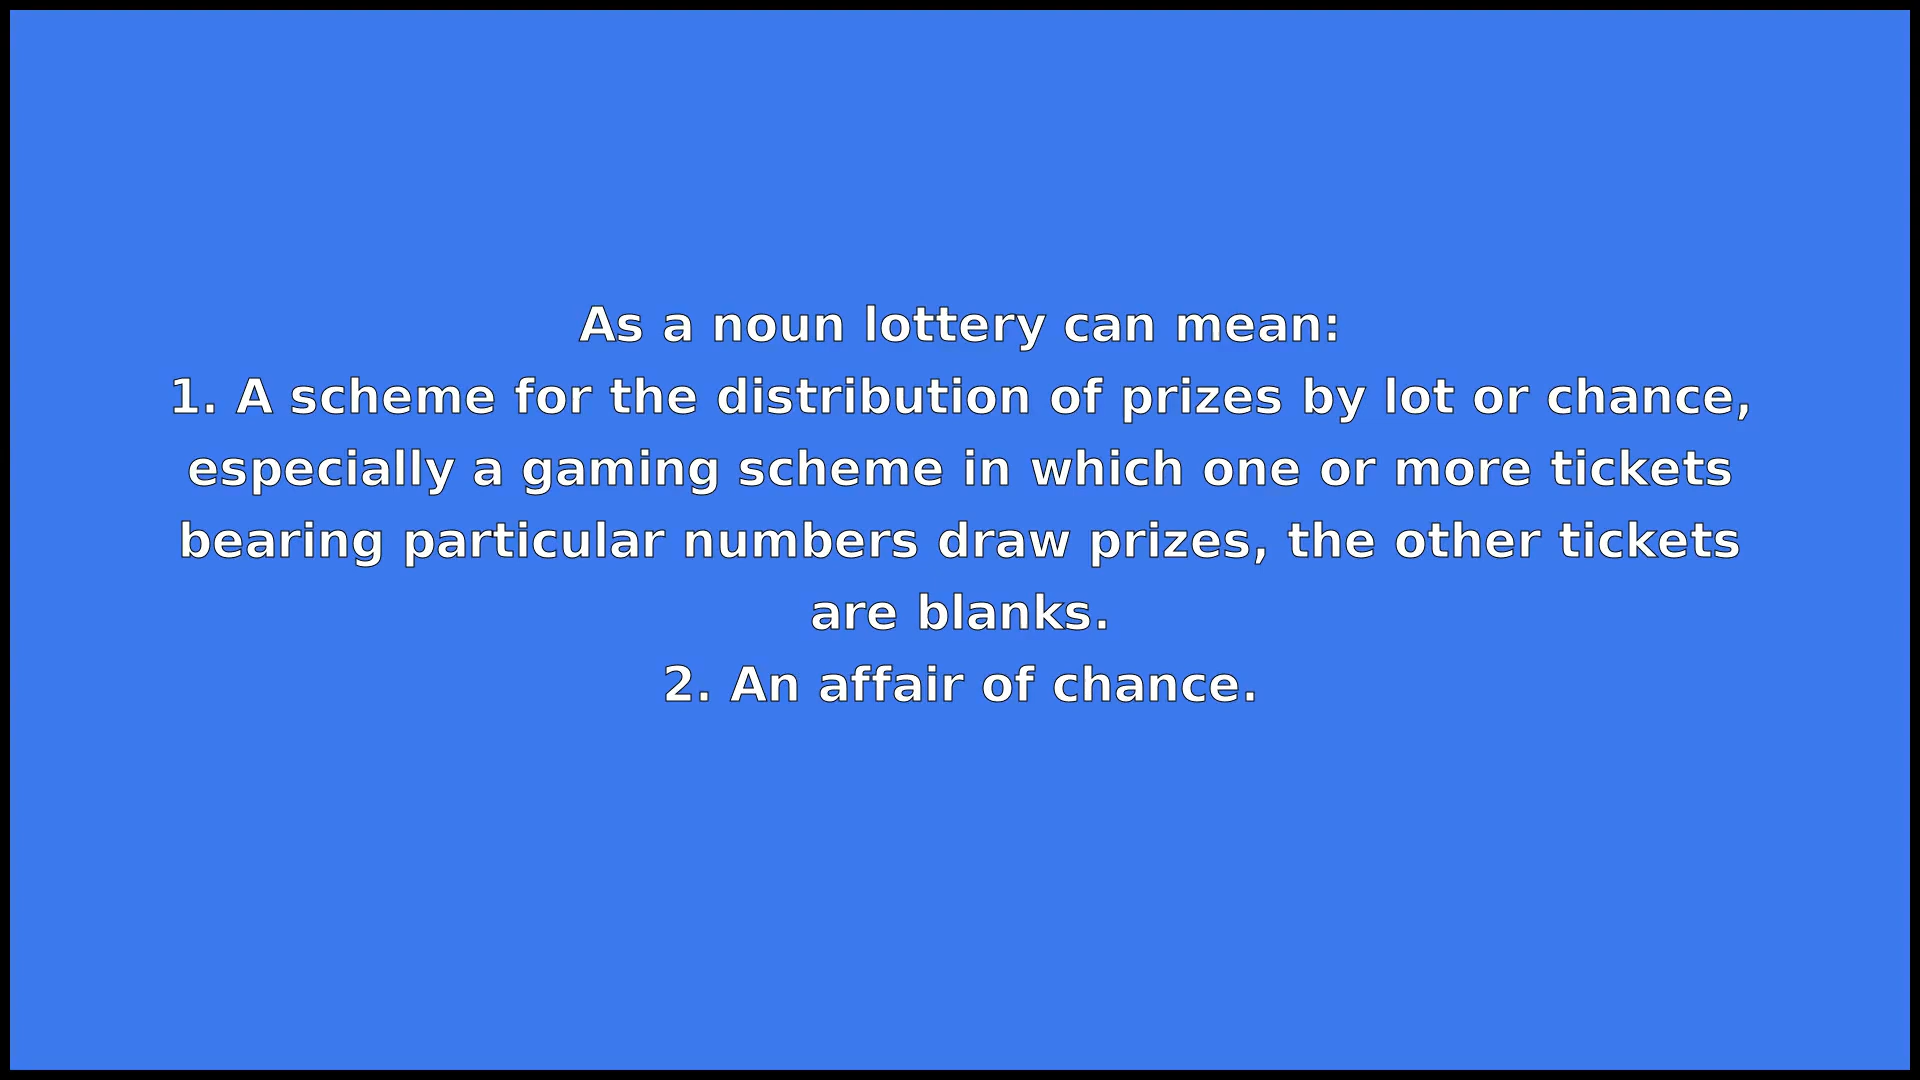 As a noun lottery can mean:
1. A scheme for the distribution of prizes by lot or chance,
especially a gaming scheme in which one or more tickets
bearing particular numbers draw prizes, the other tickets
are blanks.
2. An affair of chance.